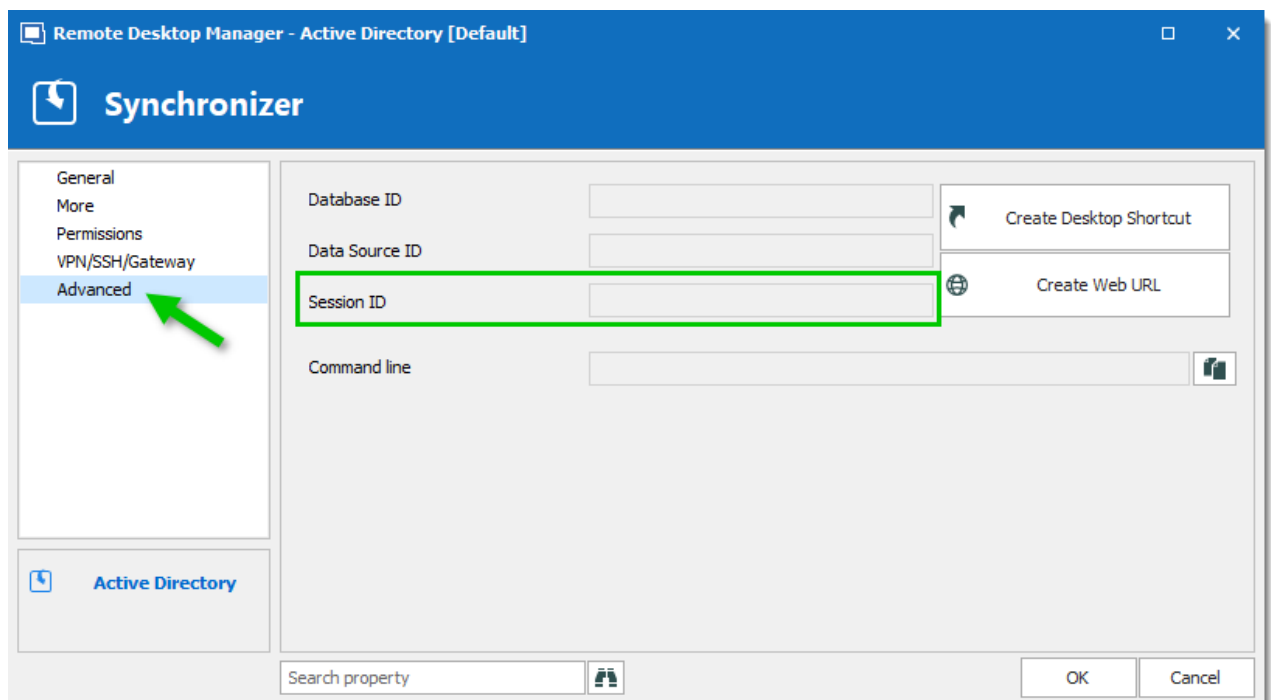 Remote Desktop Manager - Active Directory [Default]
Synchronizer
General
More
Permissions
VPN/SSH/Gateway
Advanced
Active Directory
Database ID
Data Source ID
Session ID
Command line
Create Desktop Shortcut
Create Web URL
Search property
OK
Cancel